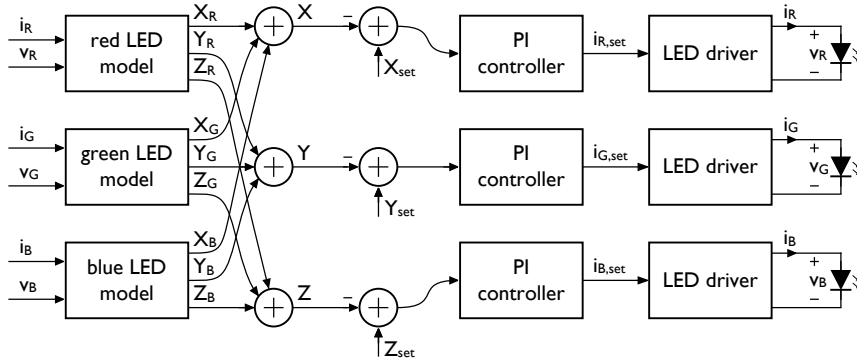 i_R
v_R
red LED
model
X_R
Y_R
Z_R
X
−
X_set
PI
controller
i_R,set
LED driver
i_R
+
v_R
−
i_G
v_G
green LED
model
X_G
Y_G
Z_G
Y
−
Y_set
PI
controller
i_G,set
LED driver
i_G
+
v_G
−
i_B
v_B
blue LED
model
X_B
Y_B
Z_B
Z
−
Z_set
PI
controller
i_B,set
LED driver
i_B
+
v_B
−